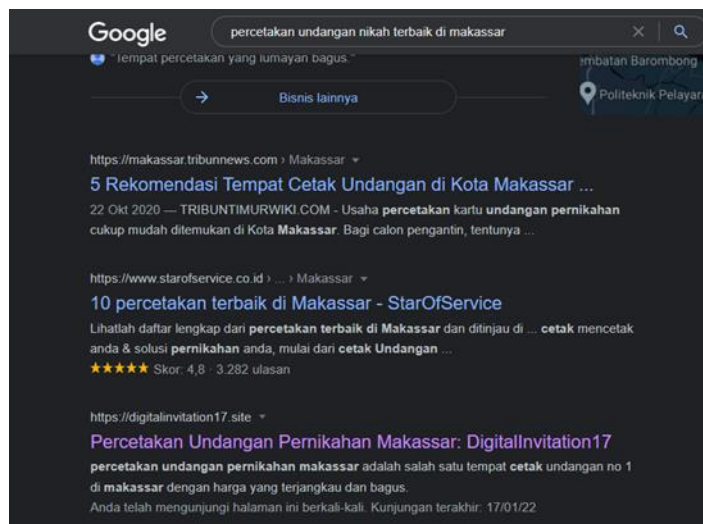 Google
percetakan undangan nikah terbaik di makassar
"Tempat percetakan yang lumayan bagus."
Bisnis lainnya
Barombong
Politeknik Pelayar
https://makassar.tribunnews.com › Makassar
5 Rekomendasi Tempat Cetak Undangan di Kota Makassar ...
22 Okt 2020 — TRIBUNTIMURWIKI.COM - Usaha percetakan kartu undangan pernikahan
cukup mudah ditemukan di Kota Makassar. Bagi calon pengantin, tentunya ...
https://www.starofservice.co.id › ... › Makassar
10 percetakan terbaik di Makassar - StarOfService
Lihatlah daftar lengkap dari percetakan terbaik di Makassar dan ditinjau di ... cetak mencetak
anda & solusi pernikahan anda, mulai dari cetak Undangan ...
★★★★★ Skor: 4,8 · 3.282 ulasan
https://digitalinvitation17.site
Percetakan Undangan Pernikahan Makassar: DigitalInvitation17
percetakan undangan pernikahan makassar adalah salah satu tempat cetak undangan no 1
di makassar dengan harga yang terjangkau dan bagus.
Anda telah mengunjungi halaman ini berkali-kali. Kunjungan terakhir: 17/01/22